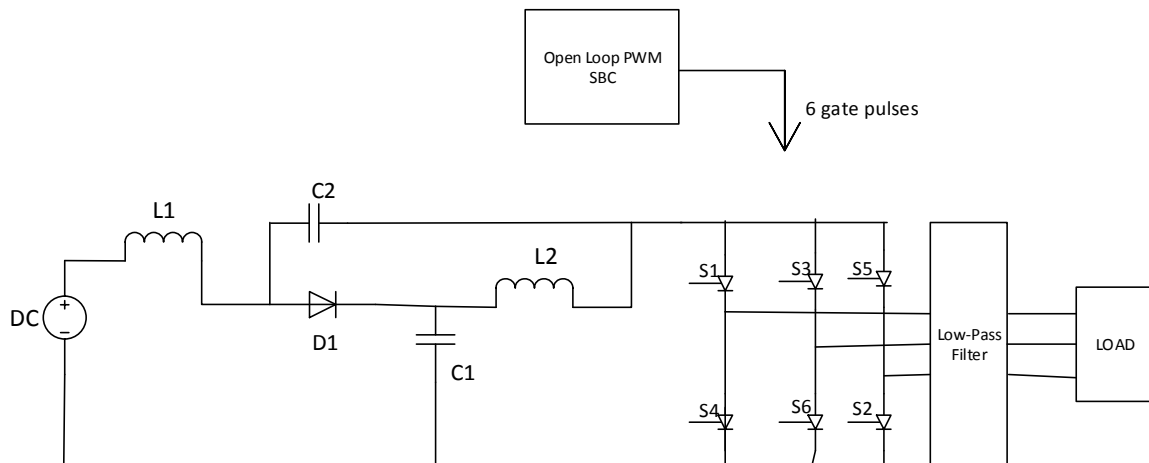 Open Loop PWM
SBC
6 gate pulses
C2
L1
L2
S1
S3
S5
DC
+
−
D1
C1
Low-Pass
Filter
LOAD
S4
S6
S2